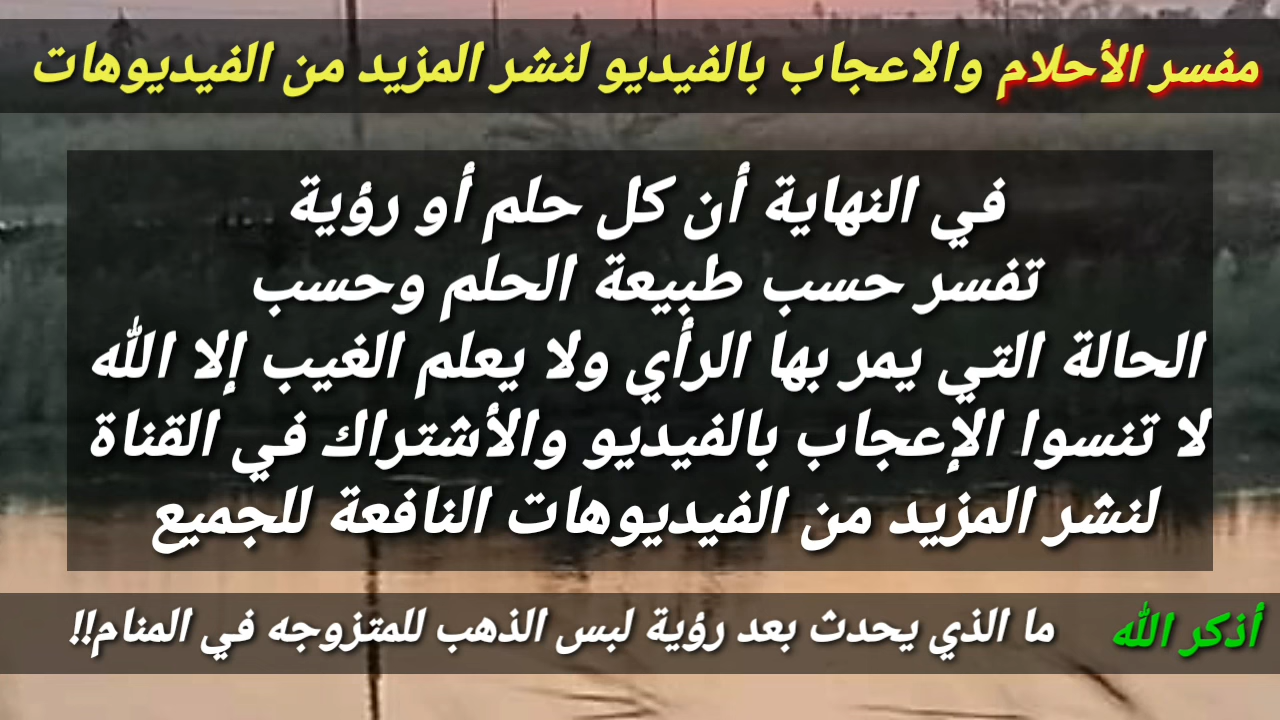 مفسر الأحلام والاعجاب بالفيديو لنشر المزيد من الفيديوهات
في النهاية أن كل حلم أو رؤية
تفسر حسب طبيعة الحلم وحسب
الحالة التي يمر بها الرأي ولا يعلم الغيب إلا الله
لا تنسوا الإعجاب بالفيديو والأشتراك في القناة
لنشر المزيد من الفيديوهات النافعة للجميع
أذكر الله ما الذي يحدث بعد رؤية لبس الذهب للمتزوجه في المنام!!